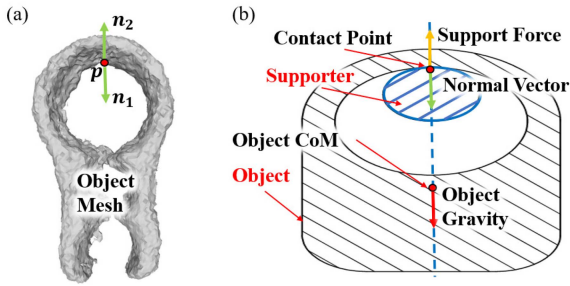 (a)
n2
p
n1
Object
Mesh
(b)
Support Force
Contact Point
Supporter
Normal Vector
Object CoM
Object
Object
Gravity